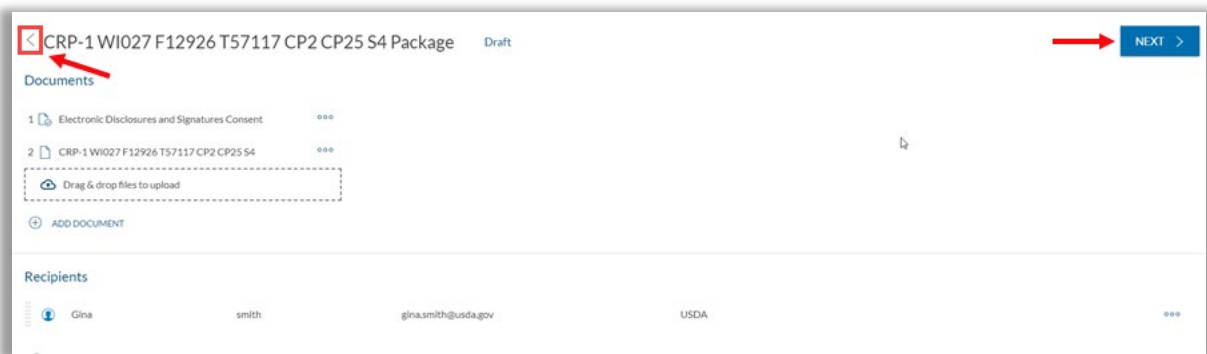 CRP-1 WI027 F12926 T57117 CP2 CP25 S4 Package Draft NEXT
Documents
1 Electronic Disclosures and Signatures Consent
2 CRP-1 WI027 F12926 T57117 CP2 CP25 S4
Drag & drop files to upload
ADD DOCUMENT
Recipients
Gina smith gina.smith@usda.gov USDA